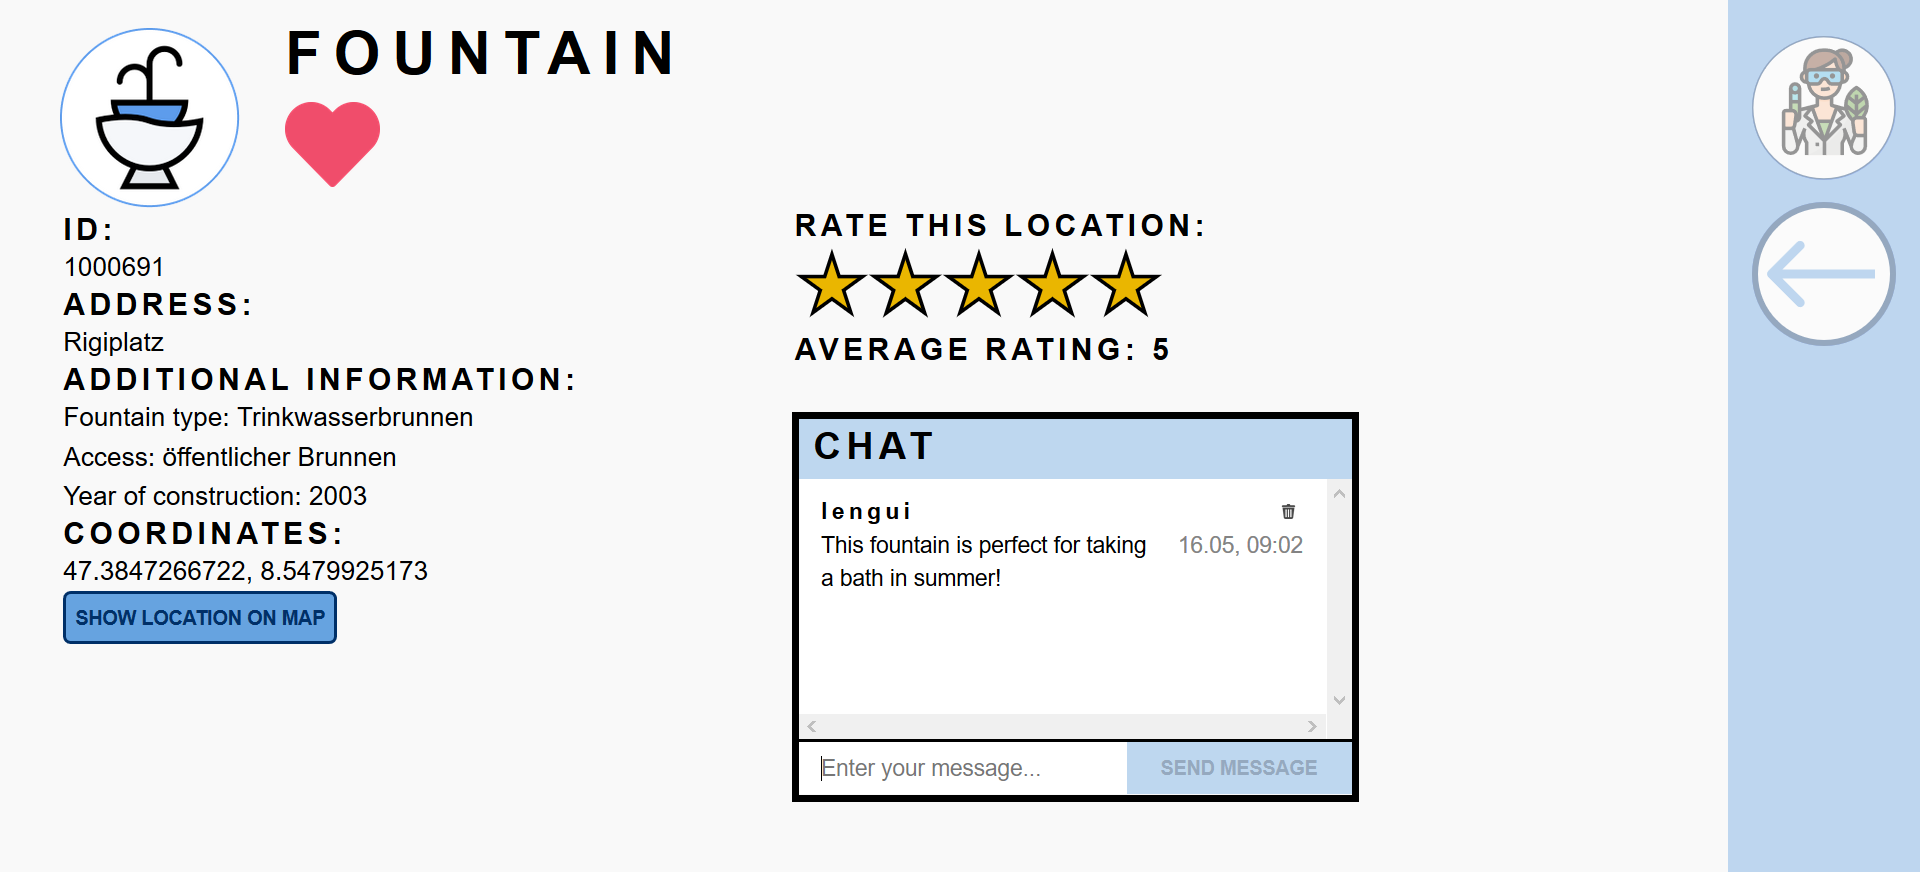 FOUNTAIN
ID:
1000691
ADDRESS:
Rigiplatz
ADDITIONAL INFORMATION:
Fountain type: Trinkwasserbrunnen
Access: öffentlicher Brunnen
Year of construction: 2003
COORDINATES:
47.3847266722, 8.5479925173
SHOW LOCATION ON MAP
RATE THIS LOCATION:
AVERAGE RATING: 5
CHAT
lengui
This fountain is perfect for taking 16.05, 09:02
a bath in summer!
Enter your message... SEND MESSAGE